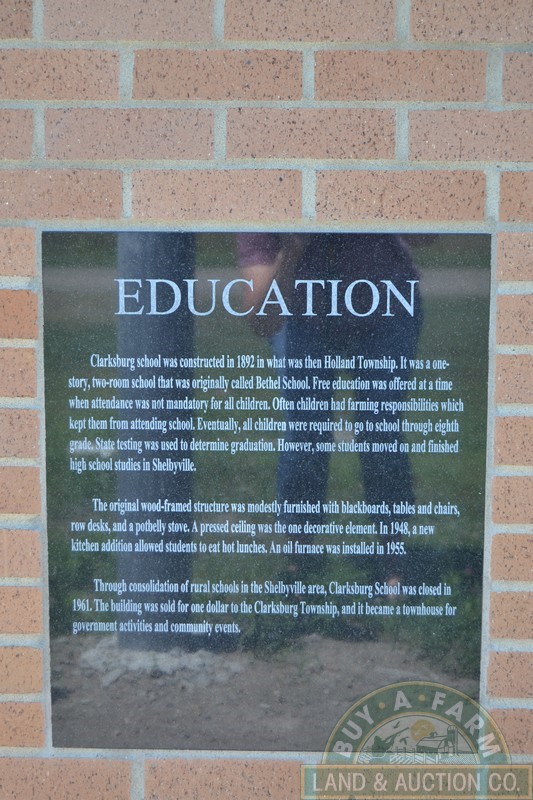 EDUCATION
Clarksburg school was constructed in 1892 in what was then Holland Township. It was a one-
story, two-room school that was originally called Bethel School. Free education was offered at a time
when attendance was not mandatory for all children. Often children had farming responsibilities which
kept them from attending school. Eventually, all children were required to go to school through eighth
grade. State testing was used to determine graduation. However, some students moved on and finished
high school studies in Shelbyville.
The original wood-framed structure was modestly furnished with blackboards, tables and chairs,
row desks, and a potbelly stove. A pressed ceiling was the one decorative element. In 1948, a new
kitchen addition allowed students to eat hot lunches. An oil furnace was installed in 1955.
Through consolidation of rural schools in the Shelbyville area, Clarksburg School was closed in
1961. The building was sold for one dollar to the Clarksburg Township, and it became a townhouse for
government activities and community events.
BUY · A · FARM
LAND & AUCTION CO.